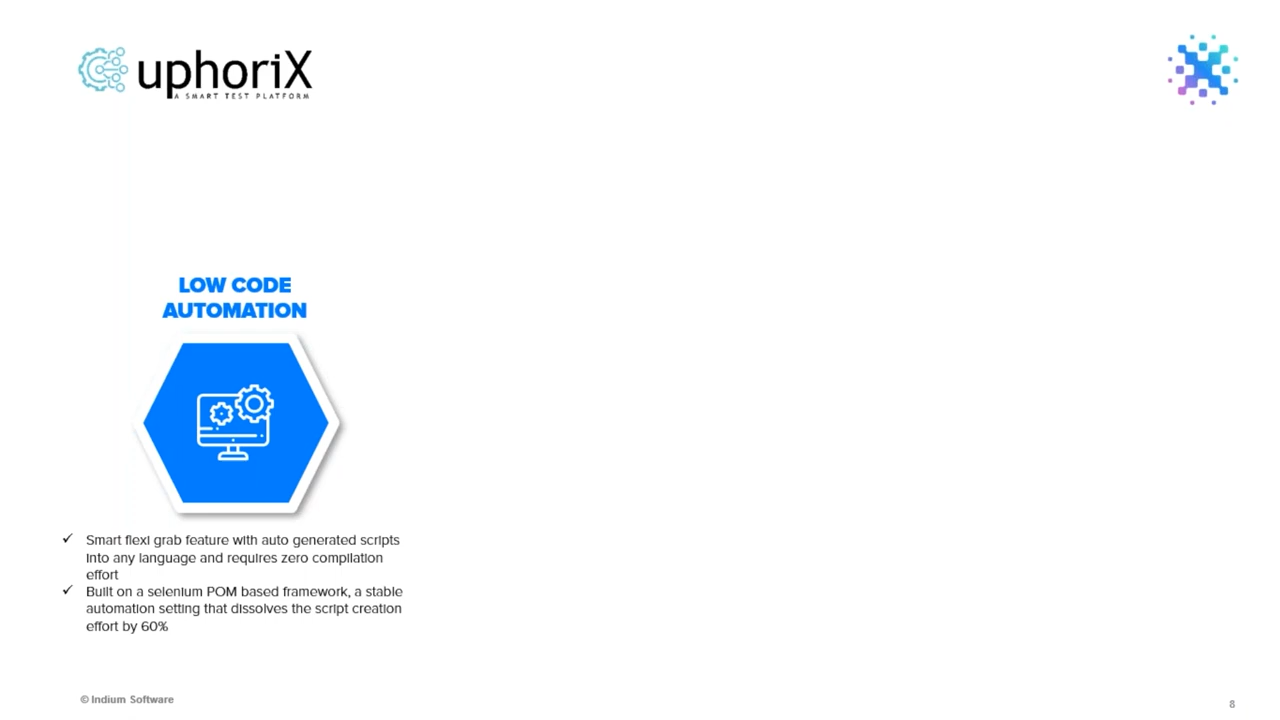 uphoriX
A SMART TEST PLATFORM
LOW CODE
AUTOMATION
✓ Smart flexi grab feature with auto generated scripts
into any language and requires zero compilation
effort
✓ Built on a selenium POM based framework, a stable
automation setting that dissolves the script creation
effort by 60%
© Indium Software
8